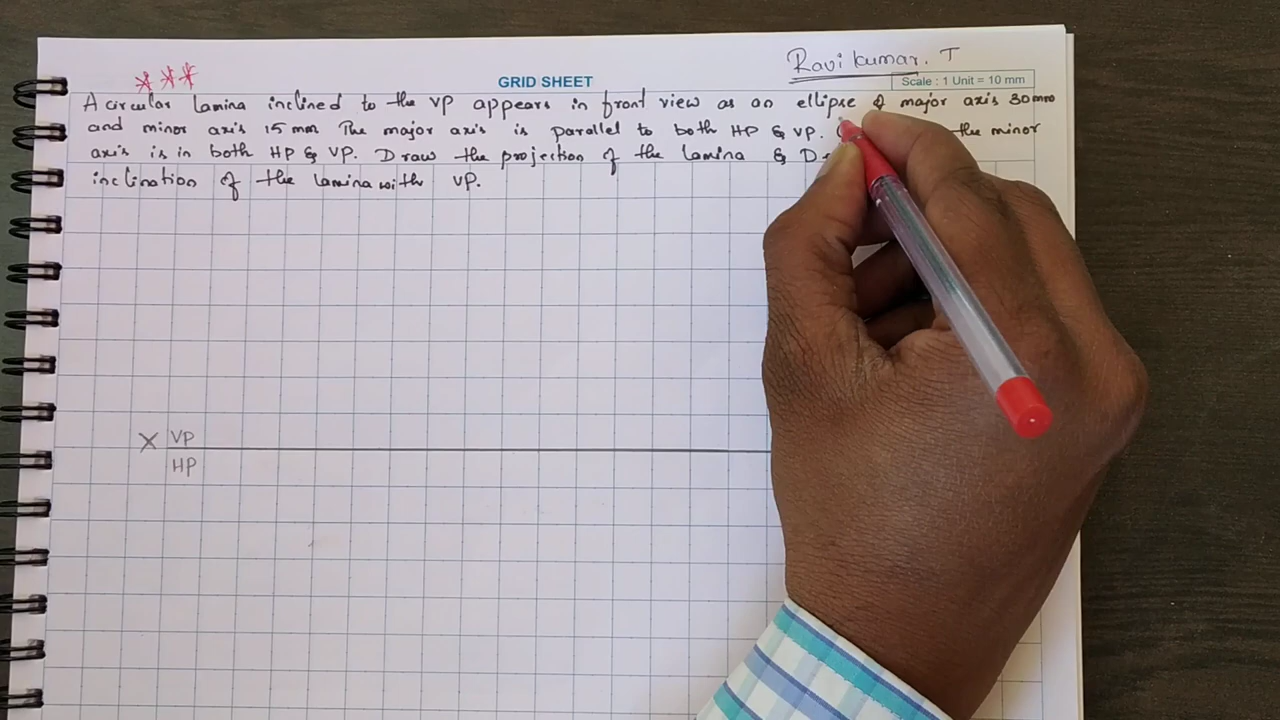 Ravi kumar. T
GRID SHEET
Scale : 1 Unit = 10 mm
A circular lamina inclined to the VP appears in front view as an ellipse of major axis 30mm
and minor axis 15 mm The major axis is parallel to both HP & VP. the minor
axis is in both HP & VP. Draw the projection of the lamina &
inclination of the lamina with VP.
X VP
HP